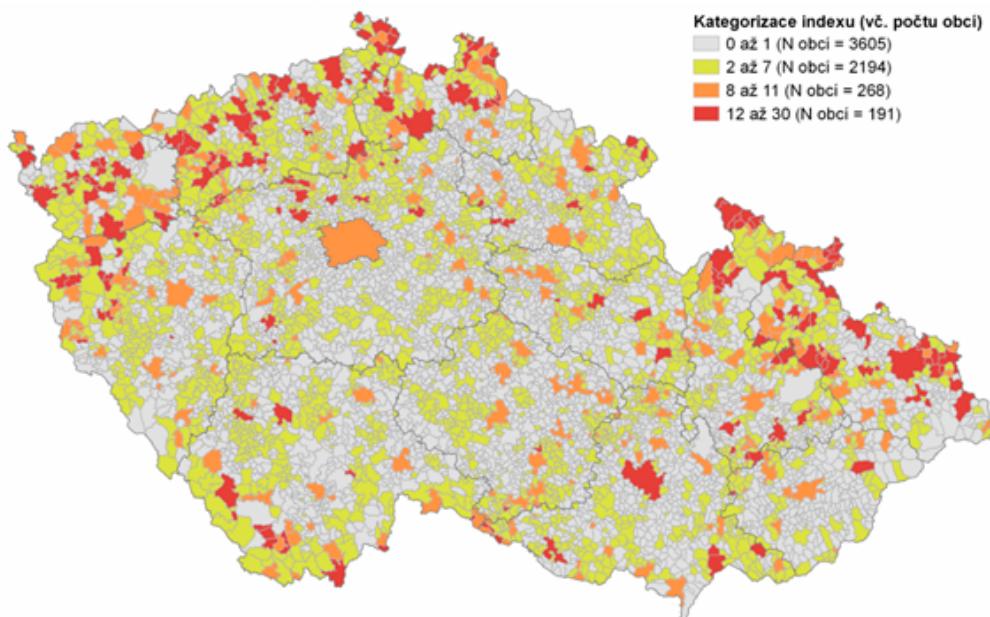 Kategorizace indexu (vč. počtu obcí)
0 až 1 (N obcí = 3605)
2 až 7 (N obcí = 2194)
8 až 11 (N obcí = 268)
12 až 30 (N obcí = 191)